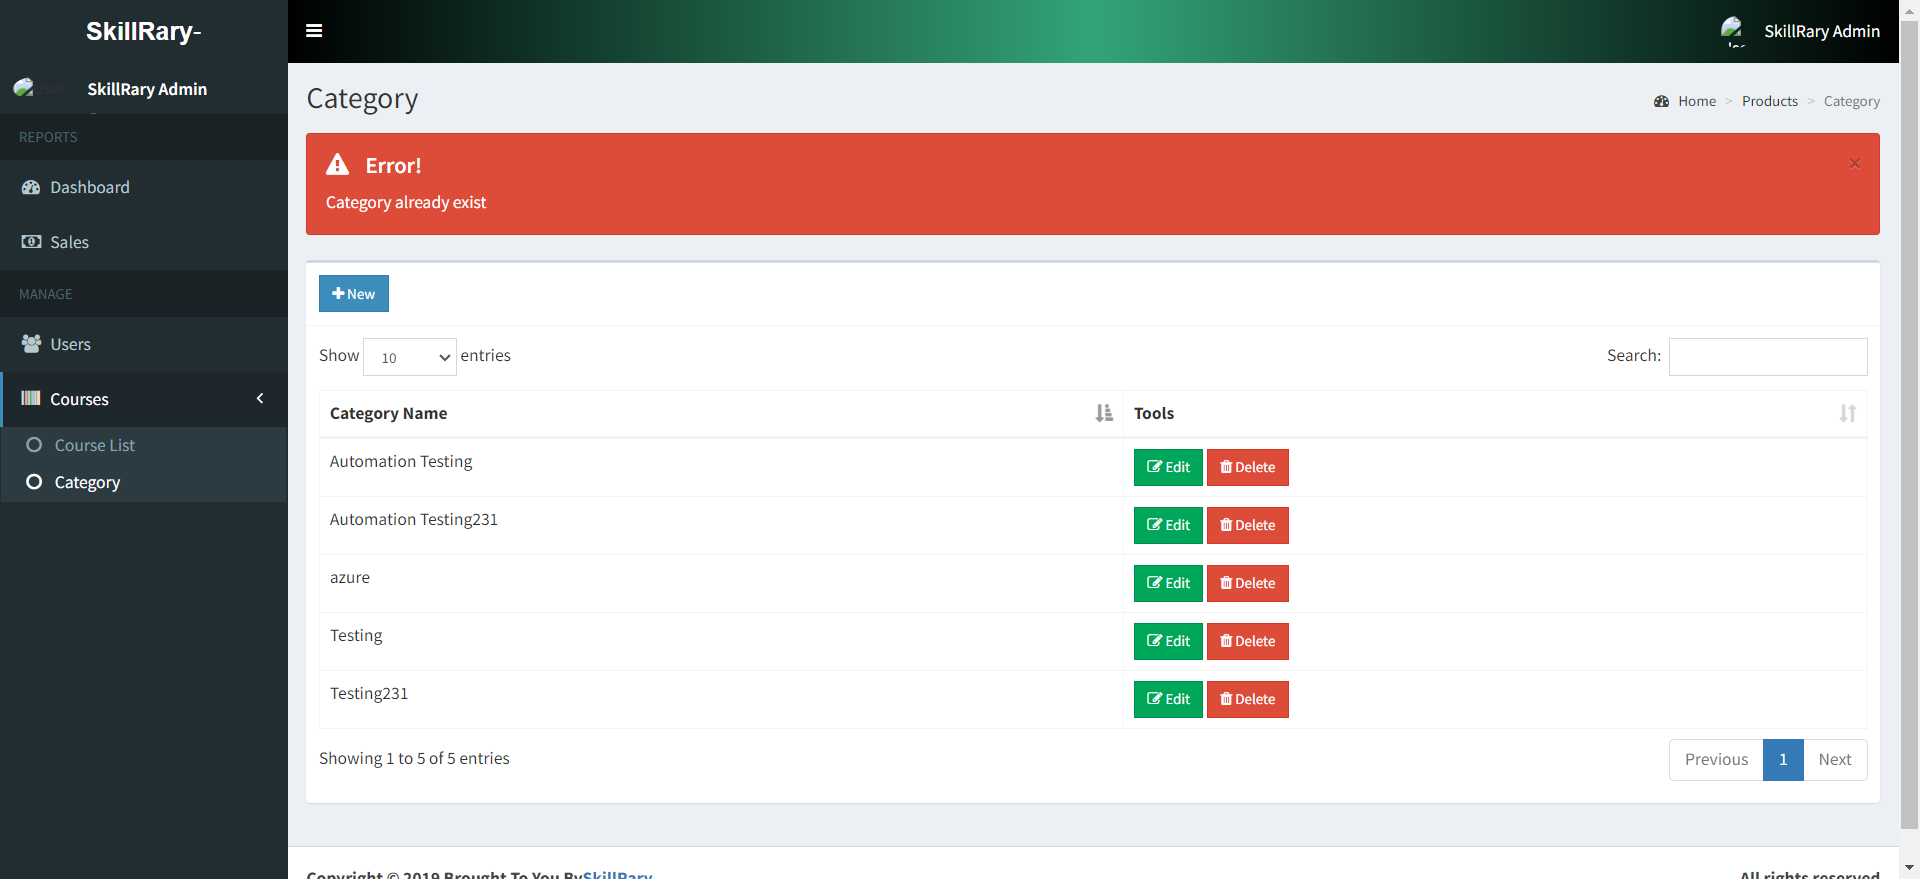 SkillRary-
SkillRary Admin
SkillRary Admin
REPORTS
Dashboard
Sales
MANAGE
Users
Courses
Course List
Category
Category
Home > Products > Category
Error!
×
Category already exist
New
Show 10 entries
Search:
Category Name Tools
Automation Testing Edit Delete
Automation Testing231 Edit Delete
azure Edit Delete
Testing Edit Delete
Testing231 Edit Delete
Showing 1 to 5 of 5 entries
Previous 1 Next
Copyright © 2019 Brought To You BySkillRary
All rights reserved